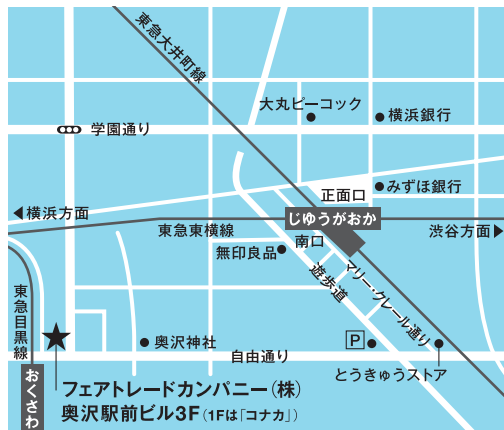 東急大井町線
大丸ピーコック
横浜銀行
学園通り
正面口
みずほ銀行
横浜方面
じゆうがおか
東急東横線
南口
渋谷方面
無印良品
遊歩道
マリー・クレール通り
東急目黒線
奥沢神社
自由通り
P
とうきゅうストア
おくさわ
フェアトレードカンパニー(株)
奥沢駅前ビル3F(1Fは「コナカ」)